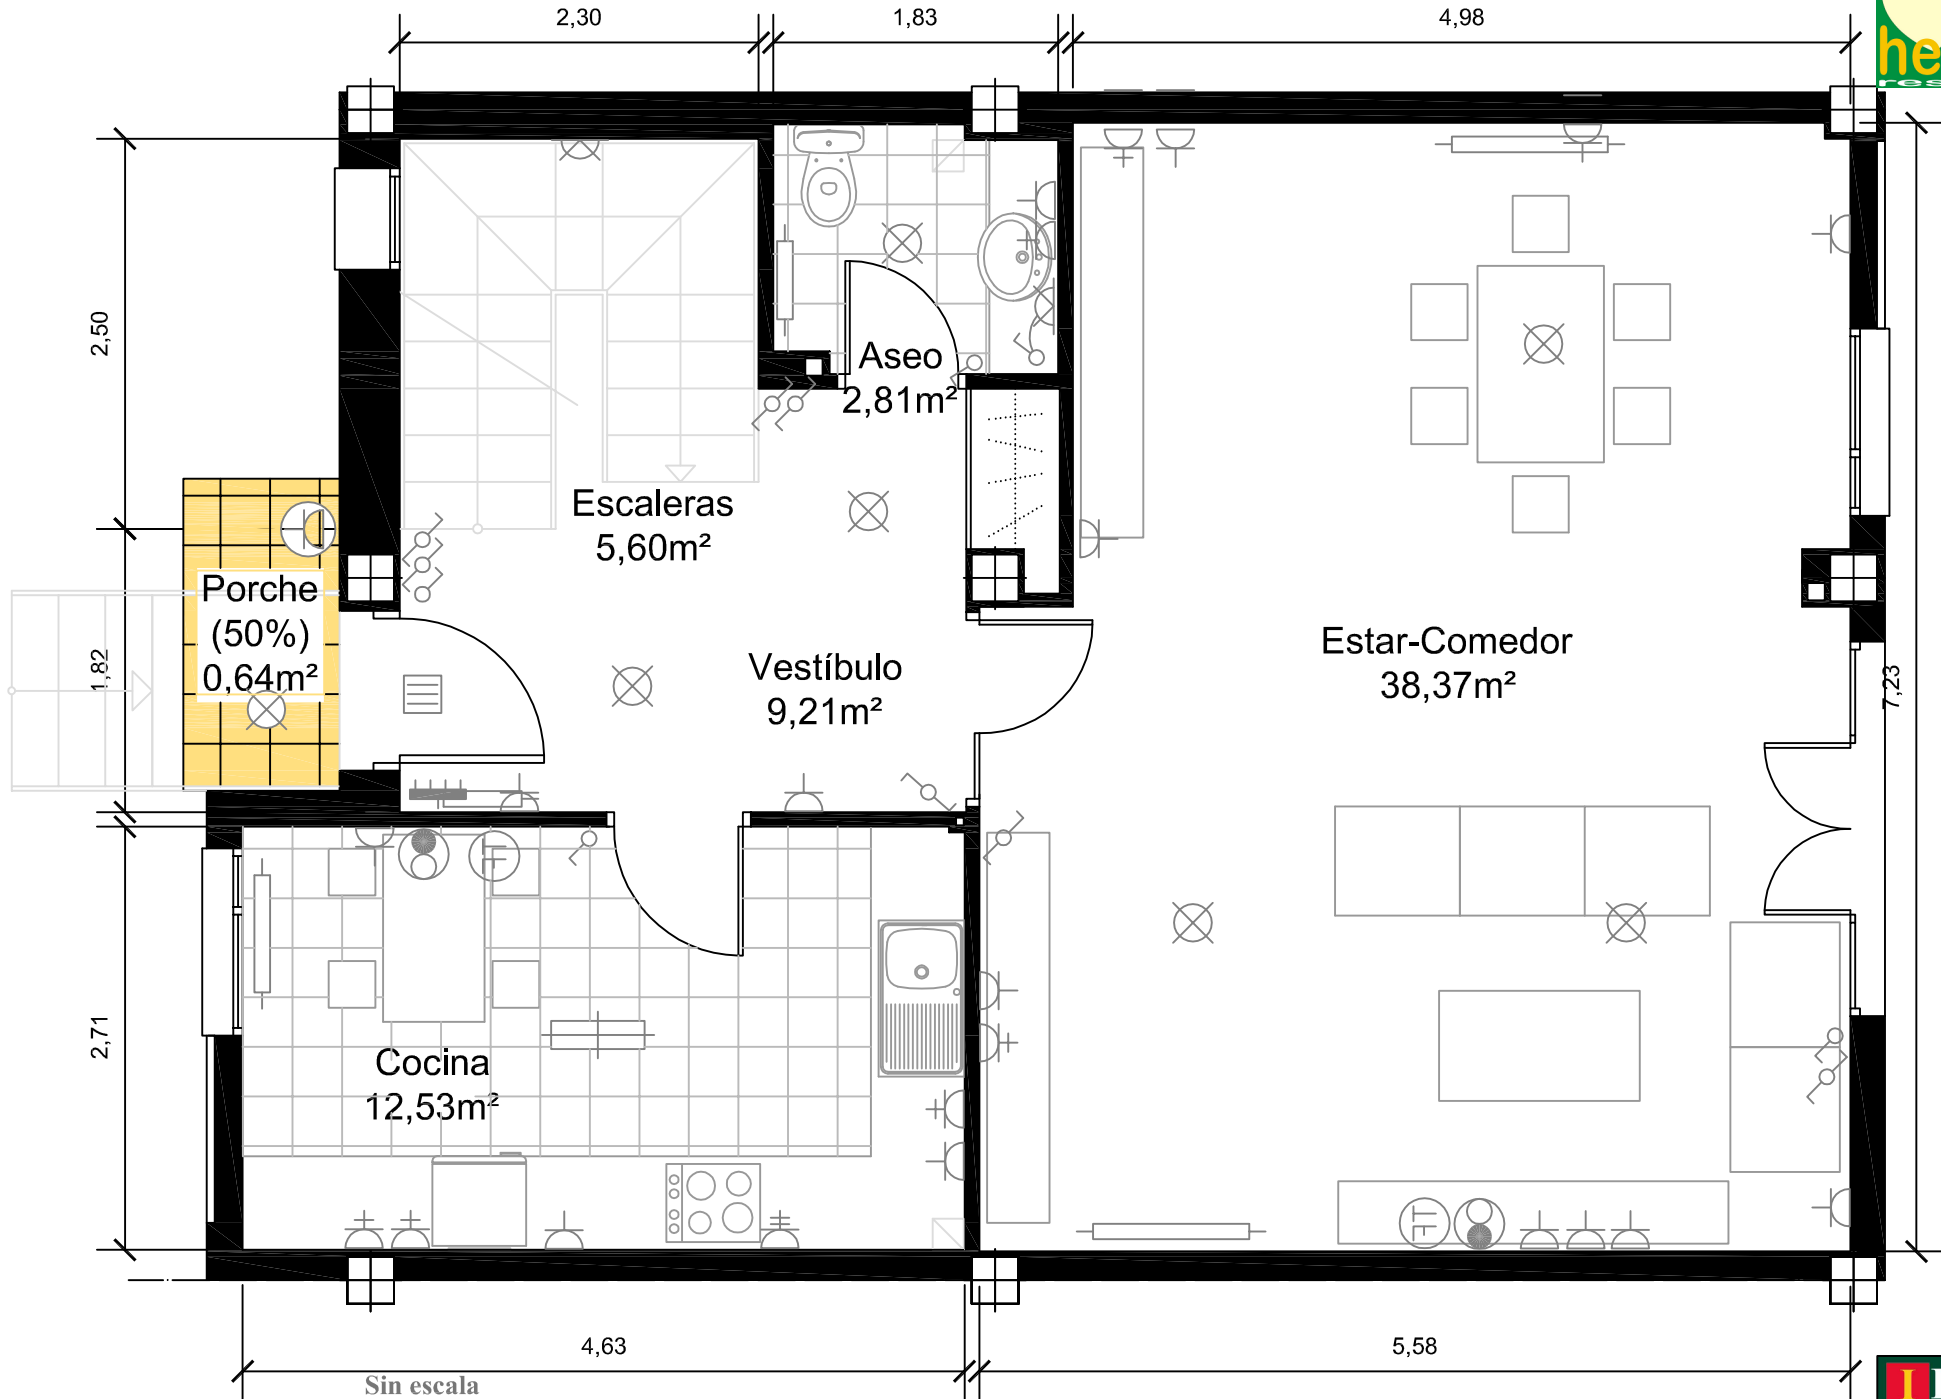 2,30
1,83
4,98
he
res
2,50
Aseo
2,81m²
Escaleras
5,60m²
Porche
(50%)
0,64m²
1,82
Vestíbulo
9,21m²
Estar-Comedor
38,37m²
7,23
2,71
Cocina
12,53m²
4,63
5,58
Sin escala